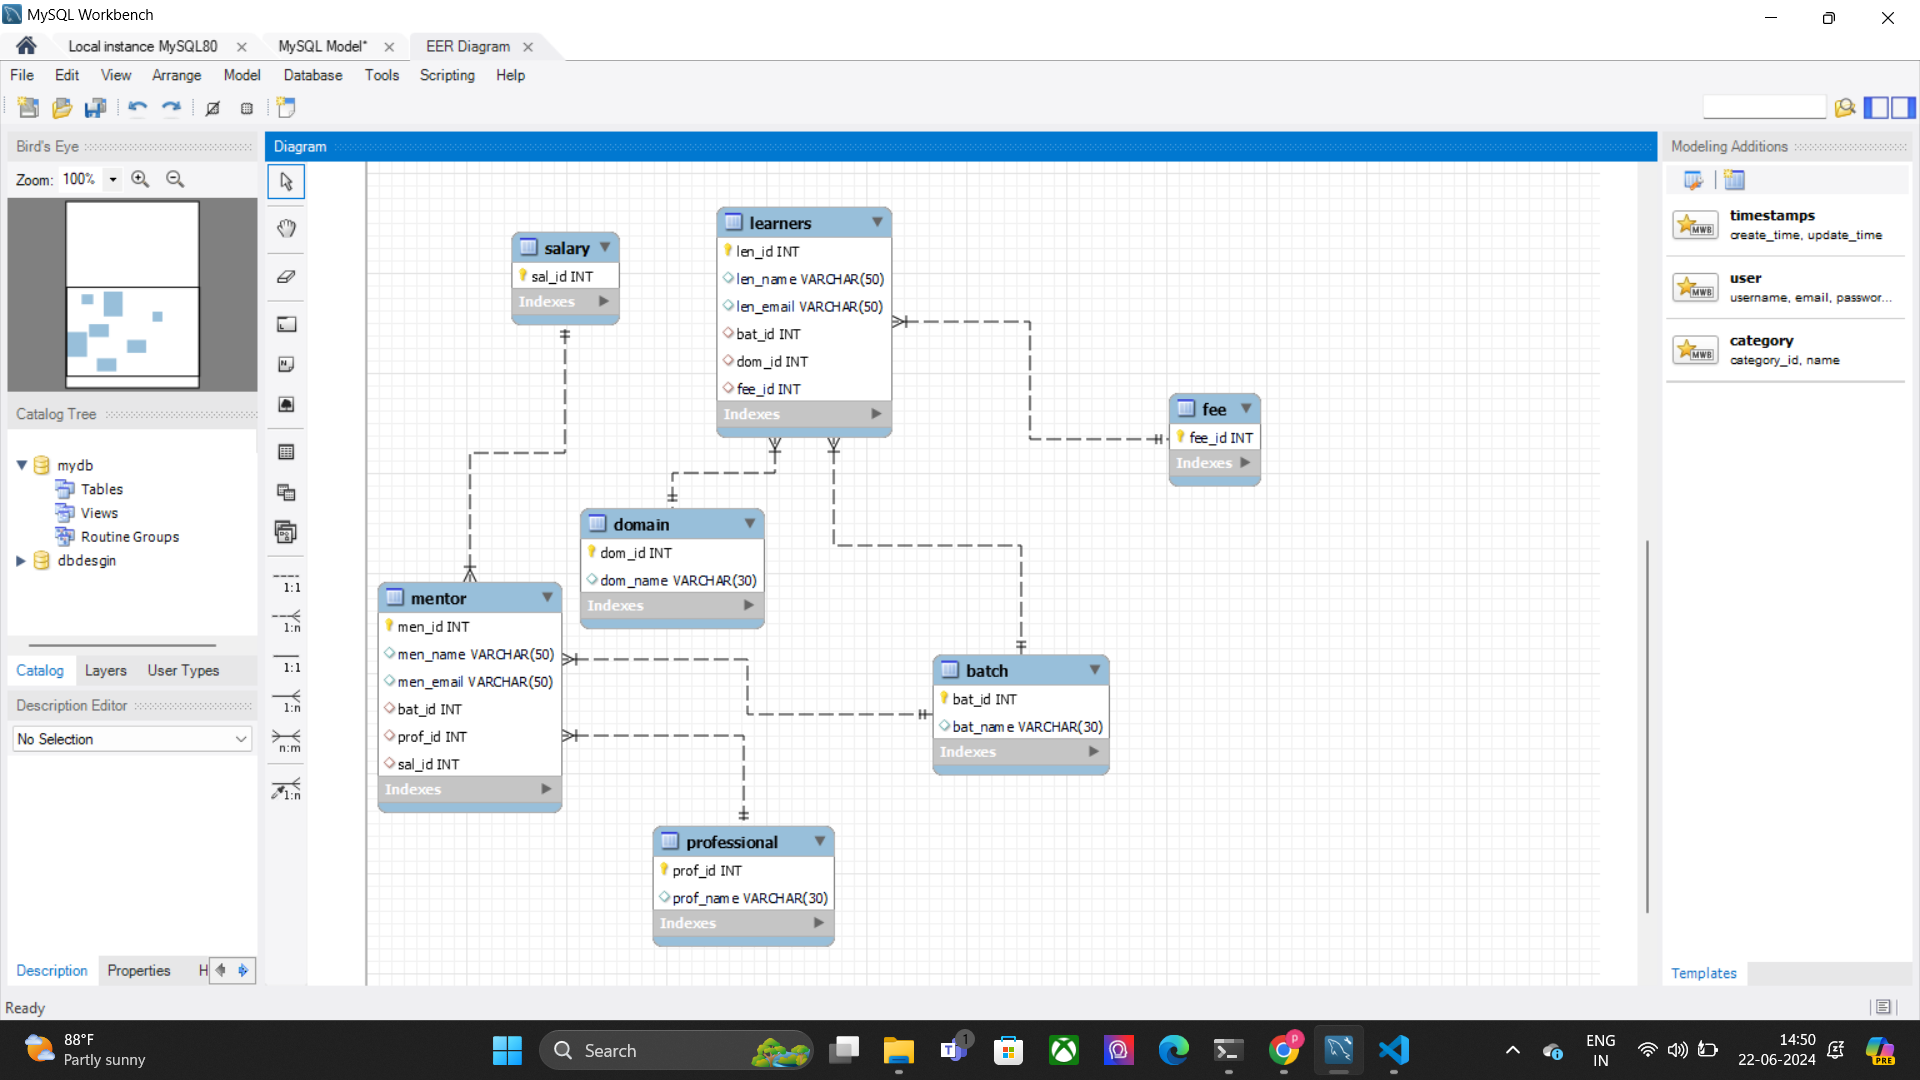 MySQL Workbench
Local instance MySQL80
MySQL Model*
EER Diagram
File Edit View Arrange Model Database Tools Scripting Help
Bird's Eye
Zoom: 100%
Catalog Tree
mydb
Tables
Views
Routine Groups
dbdesgin
Catalog Layers User Types
Description Editor
No Selection
Description Properties H
Ready
1:1
1:n
1:1
1:n
n:m
1:n
Diagram
salary
sal_id INT
Indexes
learners
len_id INT
len_name VARCHAR(50)
len_email VARCHAR(50)
bat_id INT
dom_id INT
fee_id INT
Indexes
fee
fee_id INT
Indexes
domain
dom_id INT
dom_name VARCHAR(30)
Indexes
mentor
men_id INT
men_name VARCHAR(50)
men_email VARCHAR(50)
bat_id INT
prof_id INT
sal_id INT
Indexes
batch
bat_id INT
bat_name VARCHAR(30)
Indexes
professional
prof_id INT
prof_name VARCHAR(30)
Indexes
Modeling Additions
MWB
timestamps
create_time, update_time
MWB
user
username, email, passwor...
MWB
category
category_id, name
Templates
88°F
Partly sunny
Search
1
P
ENG
IN
14:50
22-06-2024
PRE